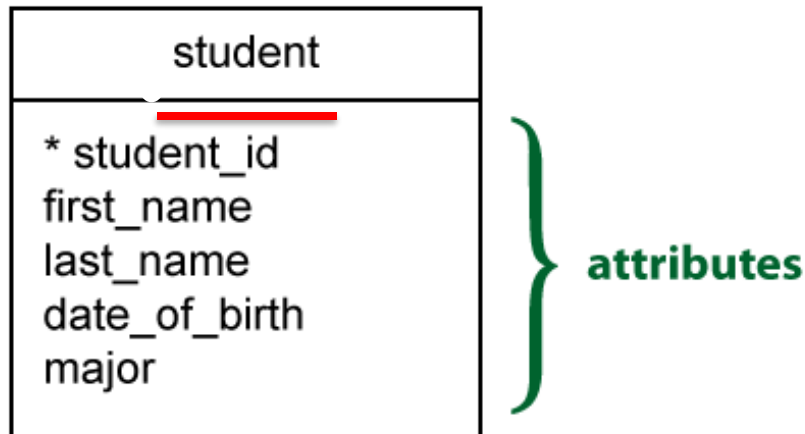 student
* student_id
first_name
last_name
date_of_birth
major
attributes